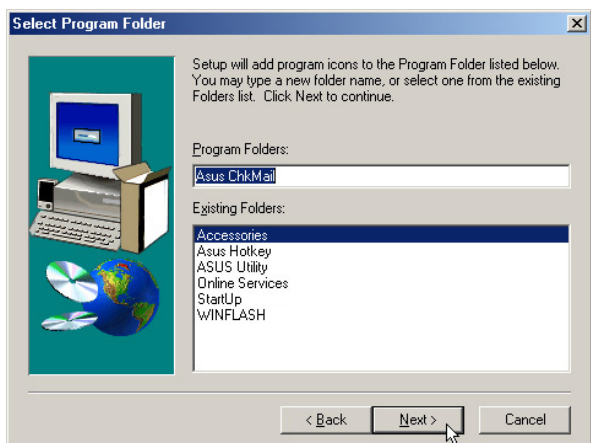 Select Program Folder
Setup will add program icons to the Program Folder listed below.
You may type a new folder name, or select one from the existing
Folders list. Click Next to continue.
Program Folders:
Asus ChkMail
Existing Folders:
Accessories
Asus Hotkey
ASUS Utility
Online Services
StartUp
WINFLASH
< Back
Next >
Cancel